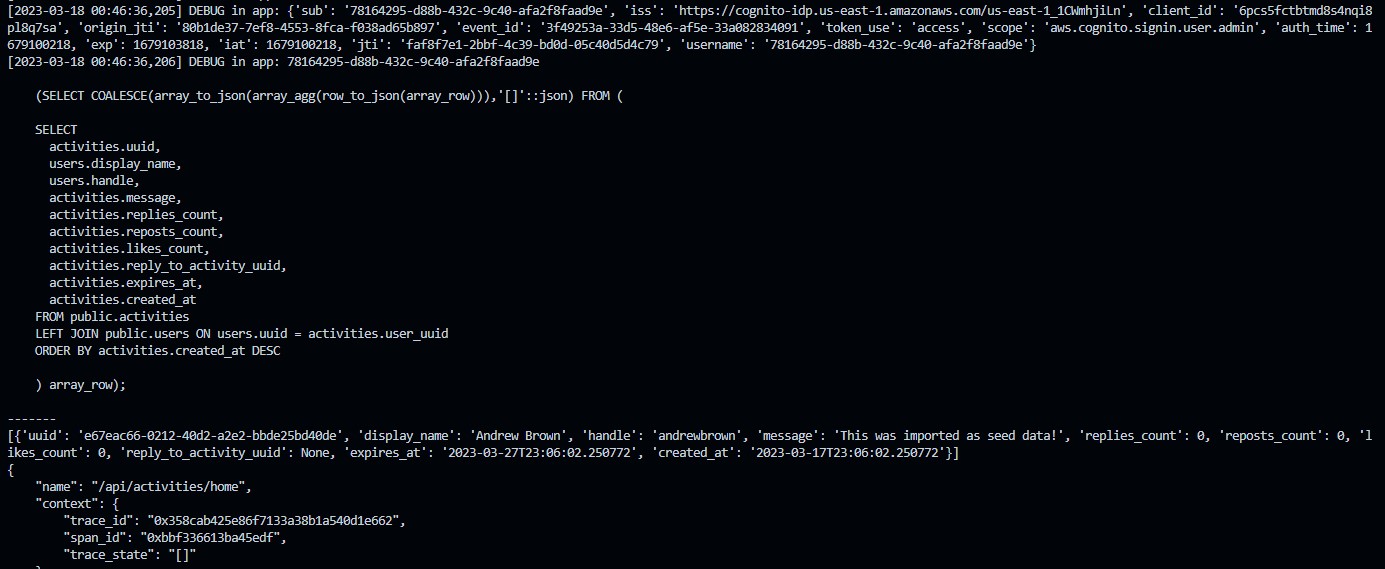 [2023-03-18 00:46:36,205] DEBUG in app: {'sub': '78164295-d88b-432c-9c40-afa2f8faad9e', 'iss': 'https://cognito-idp.us-east-1.amazonaws.com/us-east-1_1CWmhjiLn', 'client_id': '6pcs5fctbtmd8s4nqi8
pl8q7sa', 'origin_jti': '80b1de37-7ef8-4553-8fca-f038ad65b897', 'event_id': '3f49253a-33d5-48e6-af5e-33a082834091', 'token_use': 'access', 'scope': 'aws.cognito.signin.user.admin', 'auth_time': 1
679100218, 'exp': 1679103818, 'iat': 1679100218, 'jti': 'faf8f7e1-2bbf-4c39-bd0d-05c40d5d4c79', 'username': '78164295-d88b-432c-9c40-afa2f8faad9e'}
[2023-03-18 00:46:36,206] DEBUG in app: 78164295-d88b-432c-9c40-afa2f8faad9e
(SELECT COALESCE(array_to_json(array_agg(row_to_json(array_row))),'[]'::json) FROM (
SELECT
activities.uuid,
users.display_name,
users.handle,
activities.message,
activities.replies_count,
activities.reposts_count,
activities.likes_count,
activities.reply_to_activity_uuid,
activities.expires_at,
activities.created_at
FROM public.activities
LEFT JOIN public.users ON users.uuid = activities.user_uuid
ORDER BY activities.created_at DESC
) array_row);
-------
[{'uuid': 'e67eac66-0212-40d2-a2e2-bbde25bd40de', 'display_name': 'Andrew Brown', 'handle': 'andrewbrown', 'message': 'This was imported as seed data!', 'replies_count': 0, 'reposts_count': 0, 'l
ikes_count': 0, 'reply_to_activity_uuid': None, 'expires_at': '2023-03-27T23:06:02.250772', 'created_at': '2023-03-17T23:06:02.250772'}]
{
"name": "/api/activities/home",
"context": {
"trace_id": "0x358cab425e86f7133a38b1a540d1e662",
"span_id": "0xbbf336613ba45edf",
"trace_state": "[]"